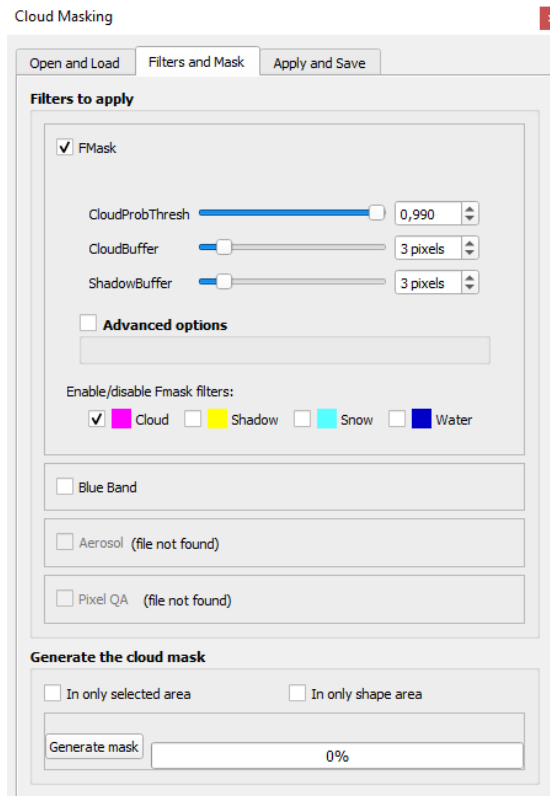 Cloud Masking
Open and Load Filters and Mask Apply and Save
Filters to apply
FMask
CloudProbThresh 0,990
CloudBuffer 3 pixels
ShadowBuffer 3 pixels
Advanced options
Enable/disable Fmask filters:
Cloud Shadow Snow Water
Blue Band
Aerosol (file not found)
Pixel QA (file not found)
Generate the cloud mask
In only selected area In only shape area
Generate mask 0%